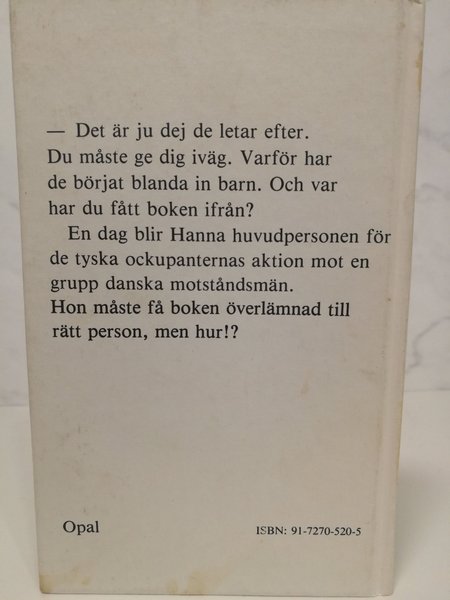 — Det är ju dej de letar efter.
Du måste ge dig iväg. Varför har
de börjat blanda in barn. Och var
har du fått boken ifrån?
En dag blir Hanna huvudpersonen för
de tyska ockupanternas aktion mot en
grupp danska motståndsmän.
Hon måste få boken överlämnad till
rätt person, men hur!?
Opal
ISBN: 91-7270-520-5